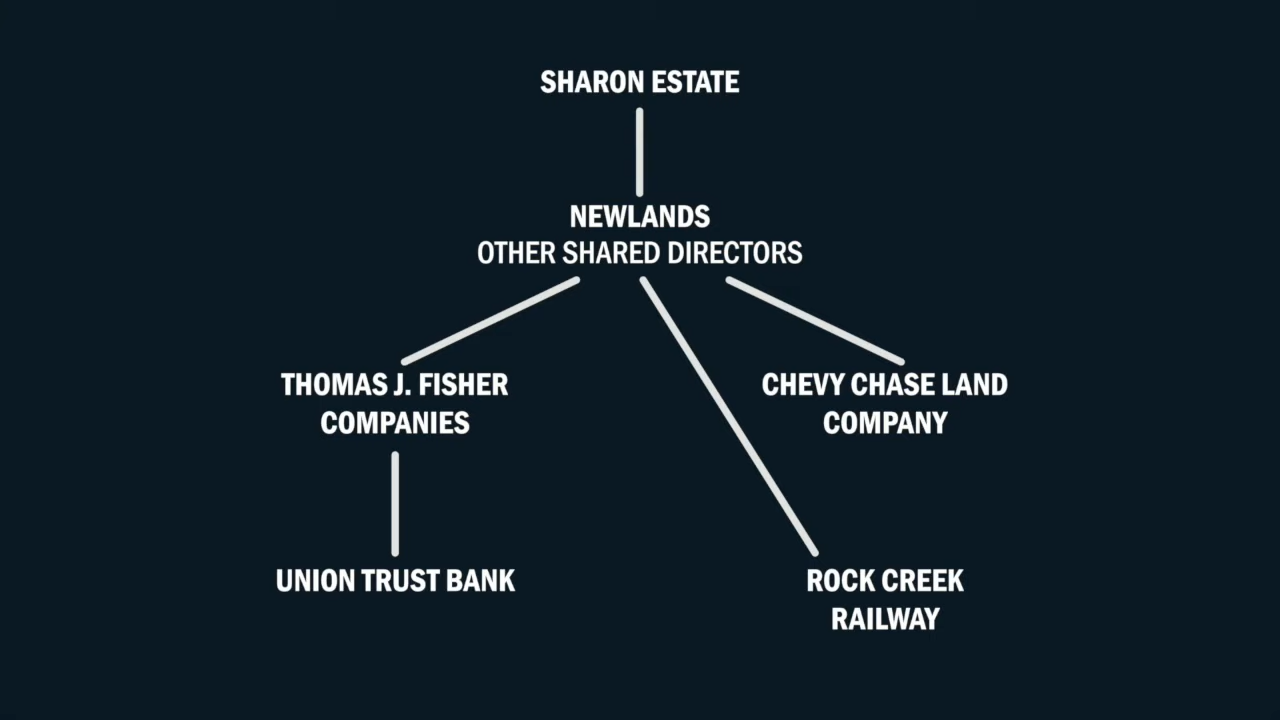 SHARON ESTATE
NEWLANDS
OTHER SHARED DIRECTORS
THOMAS J. FISHER
COMPANIES
CHEVY CHASE LAND
COMPANY
UNION TRUST BANK
ROCK CREEK
RAILWAY